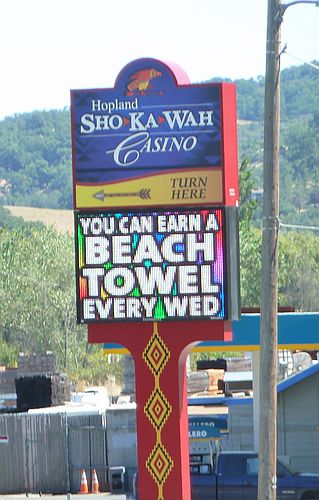 Hopland
SHO-KA-WAH
CASINO
TURN
HERE
YOU CAN EARN A
BEACH
TOWEL
EVERY WED